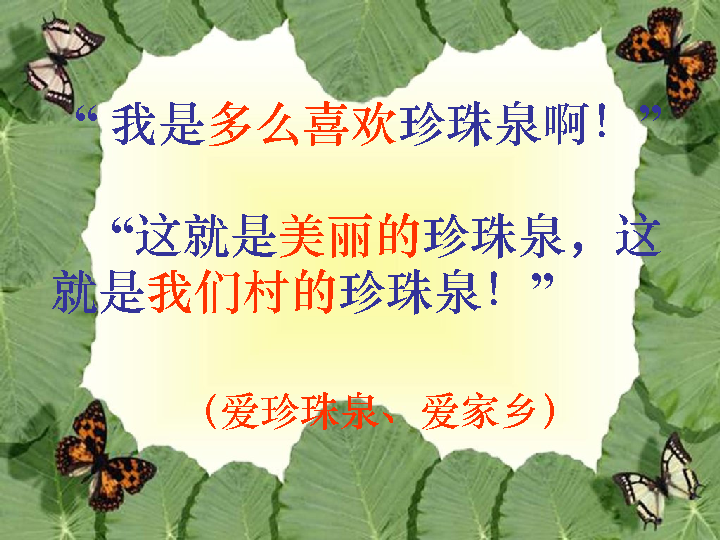 “我是多么喜欢珍珠泉啊！”
“这就是美丽的珍珠泉，这
就是我们村的珍珠泉！”
（爱珍珠泉、爱家乡）